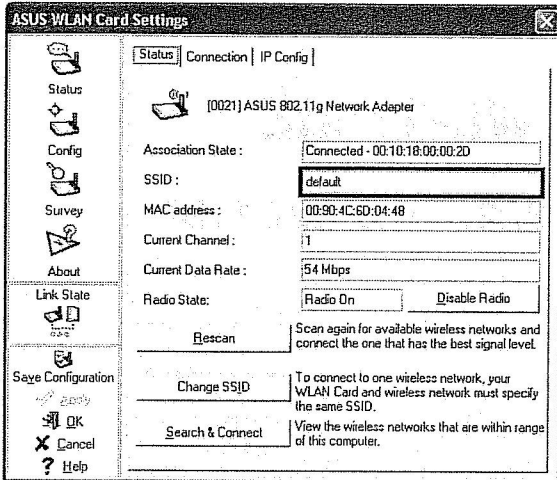 ASUS WLAN Card Settings
Status
Config
Survey
About
Link State
Save Configuration
Apply
OK
Cancel
Help
Status Connection IP Config
[0021] ASUS 802.11g Network Adapter
Association State : Connected - 00:10:18:00:00:2D
SSID : default
MAC address : 00:90:4C:6D:04:48
Current Channel : 1
Current Data Rate : 54 Mbps
Radio State: Radio On Disable Radio
Rescan
Scan again for available wireless networks and
connect the one that has the best signal level.
Change SSID
To connect to one wireless network, your
WLAN Card and wireless network must specify
the same SSID.
Search & Connect
View the wireless networks that are within range
of this computer.